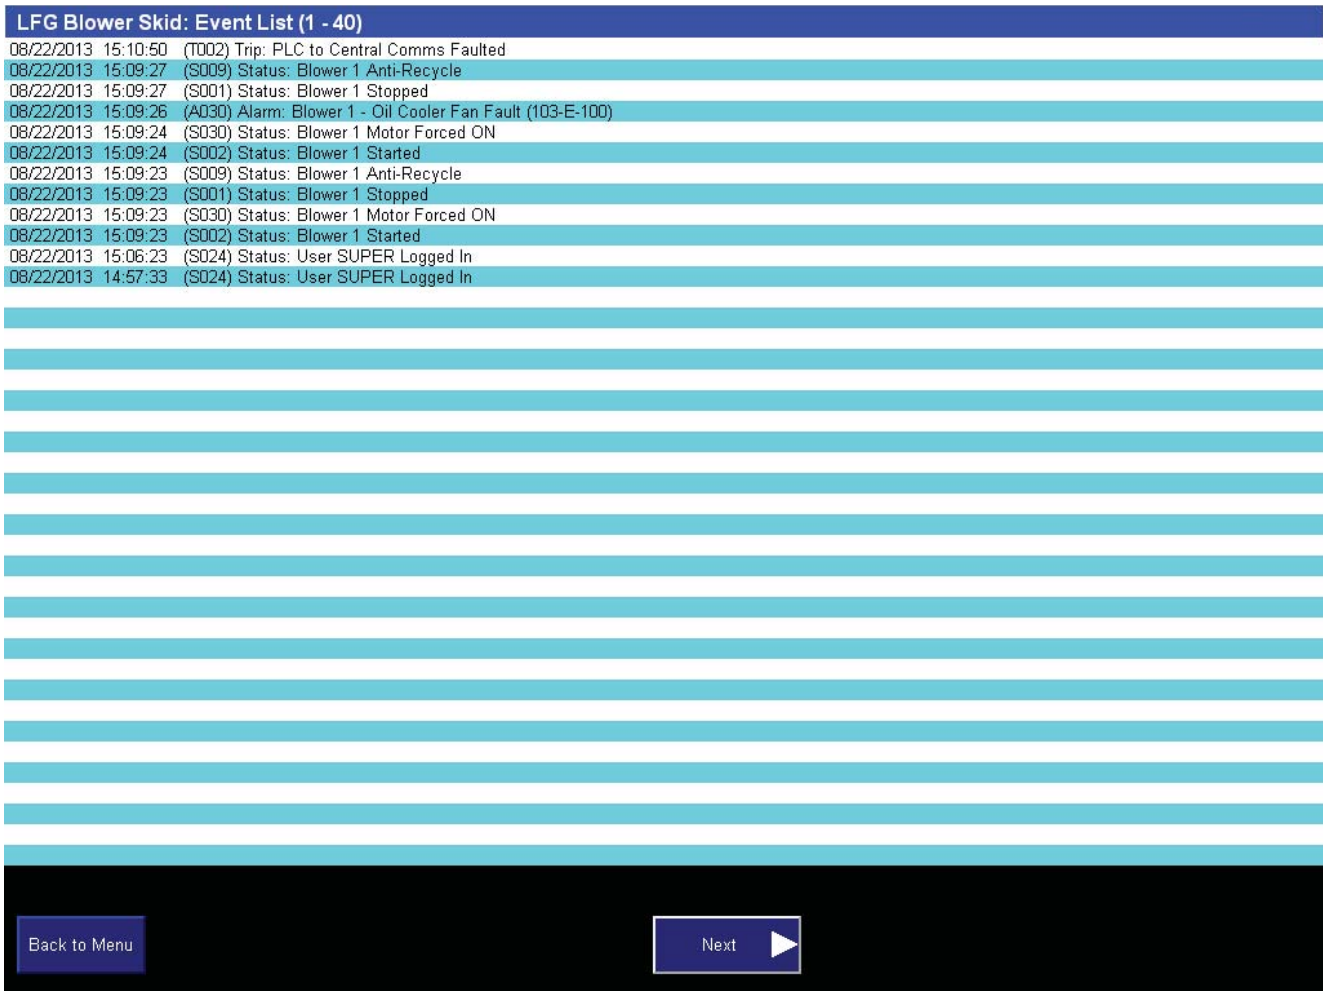 LFG Blower Skid: Event List (1 - 40)
08/22/2013 15:10:50 (T002) Trip: PLC to Central Comms Faulted
08/22/2013 15:09:27 (S009) Status: Blower 1 Anti-Recycle
08/22/2013 15:09:27 (S001) Status: Blower 1 Stopped
08/22/2013 15:09:26 (A030) Alarm: Blower 1 - Oil Cooler Fan Fault (103-E-100)
08/22/2013 15:09:24 (S030) Status: Blower 1 Motor Forced ON
08/22/2013 15:09:24 (S002) Status: Blower 1 Started
08/22/2013 15:09:23 (S009) Status: Blower 1 Anti-Recycle
08/22/2013 15:09:23 (S001) Status: Blower 1 Stopped
08/22/2013 15:09:23 (S030) Status: Blower 1 Motor Forced ON
08/22/2013 15:09:23 (S002) Status: Blower 1 Started
08/22/2013 15:06:23 (S024) Status: User SUPER Logged In
08/22/2013 14:57:33 (S024) Status: User SUPER Logged In
Back to Menu
Next